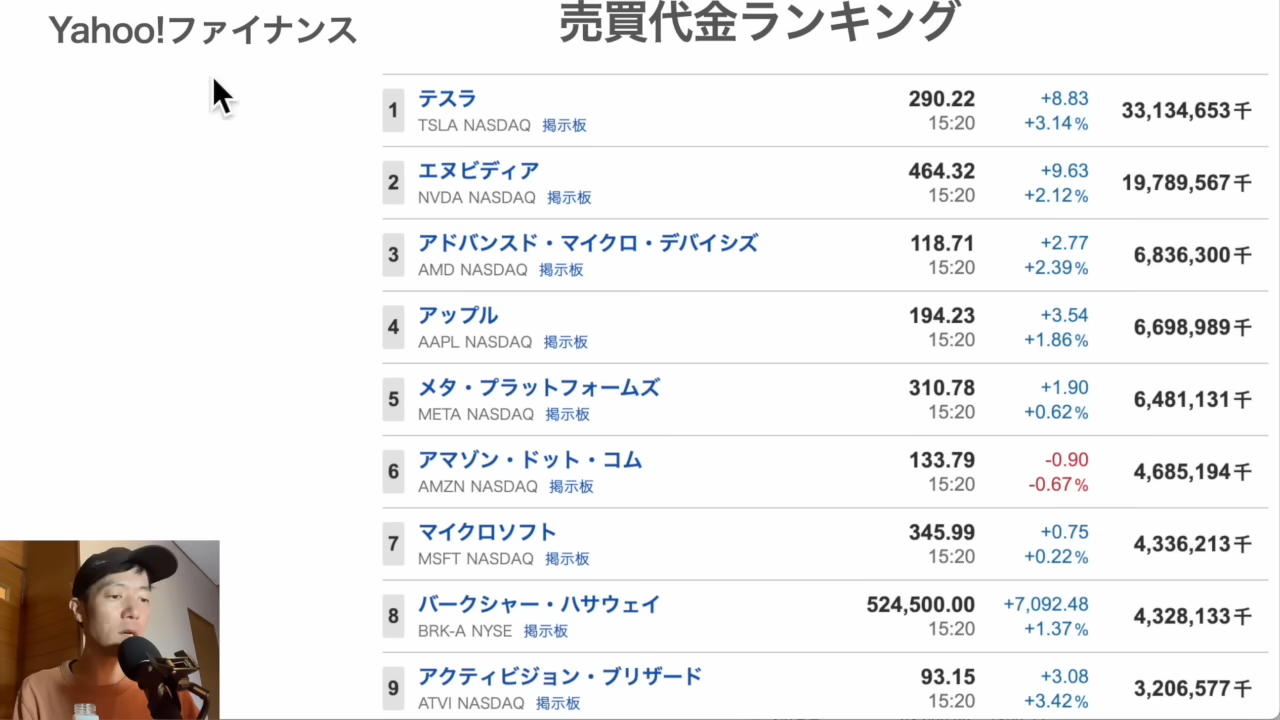 Yahoo!ファイナンス
売買代金ランキング
1 テスラ 290.22 +8.83 33,134,653千
TSLA NASDAQ 掲示板 15:20 +3.14%
2 エヌビディア 464.32 +9.63 19,789,567千
NVDA NASDAQ 掲示板 15:20 +2.12%
3 アドバンスド・マイクロ・デバイシズ 118.71 +2.77 6,836,300千
AMD NASDAQ 掲示板 15:20 +2.39%
4 アップル 194.23 +3.54 6,698,989千
AAPL NASDAQ 掲示板 15:20 +1.86%
5 メタ・プラットフォームズ 310.78 +1.90 6,481,131千
META NASDAQ 掲示板 15:20 +0.62%
6 アマゾン・ドット・コム 133.79 -0.90 4,685,194千
AMZN NASDAQ 掲示板 15:20 -0.67%
7 マイクロソフト 345.99 +0.75 4,336,213千
MSFT NASDAQ 掲示板 15:20 +0.22%
8 バークシャー・ハサウェイ 524,500.00 +7,092.48 4,328,133千
BRK-A NYSE 掲示板 15:20 +1.37%
9 アクティビジョン・ブリザード 93.15 +3.08 3,206,577千
ATVI NASDAQ 掲示板 15:20 +3.42%